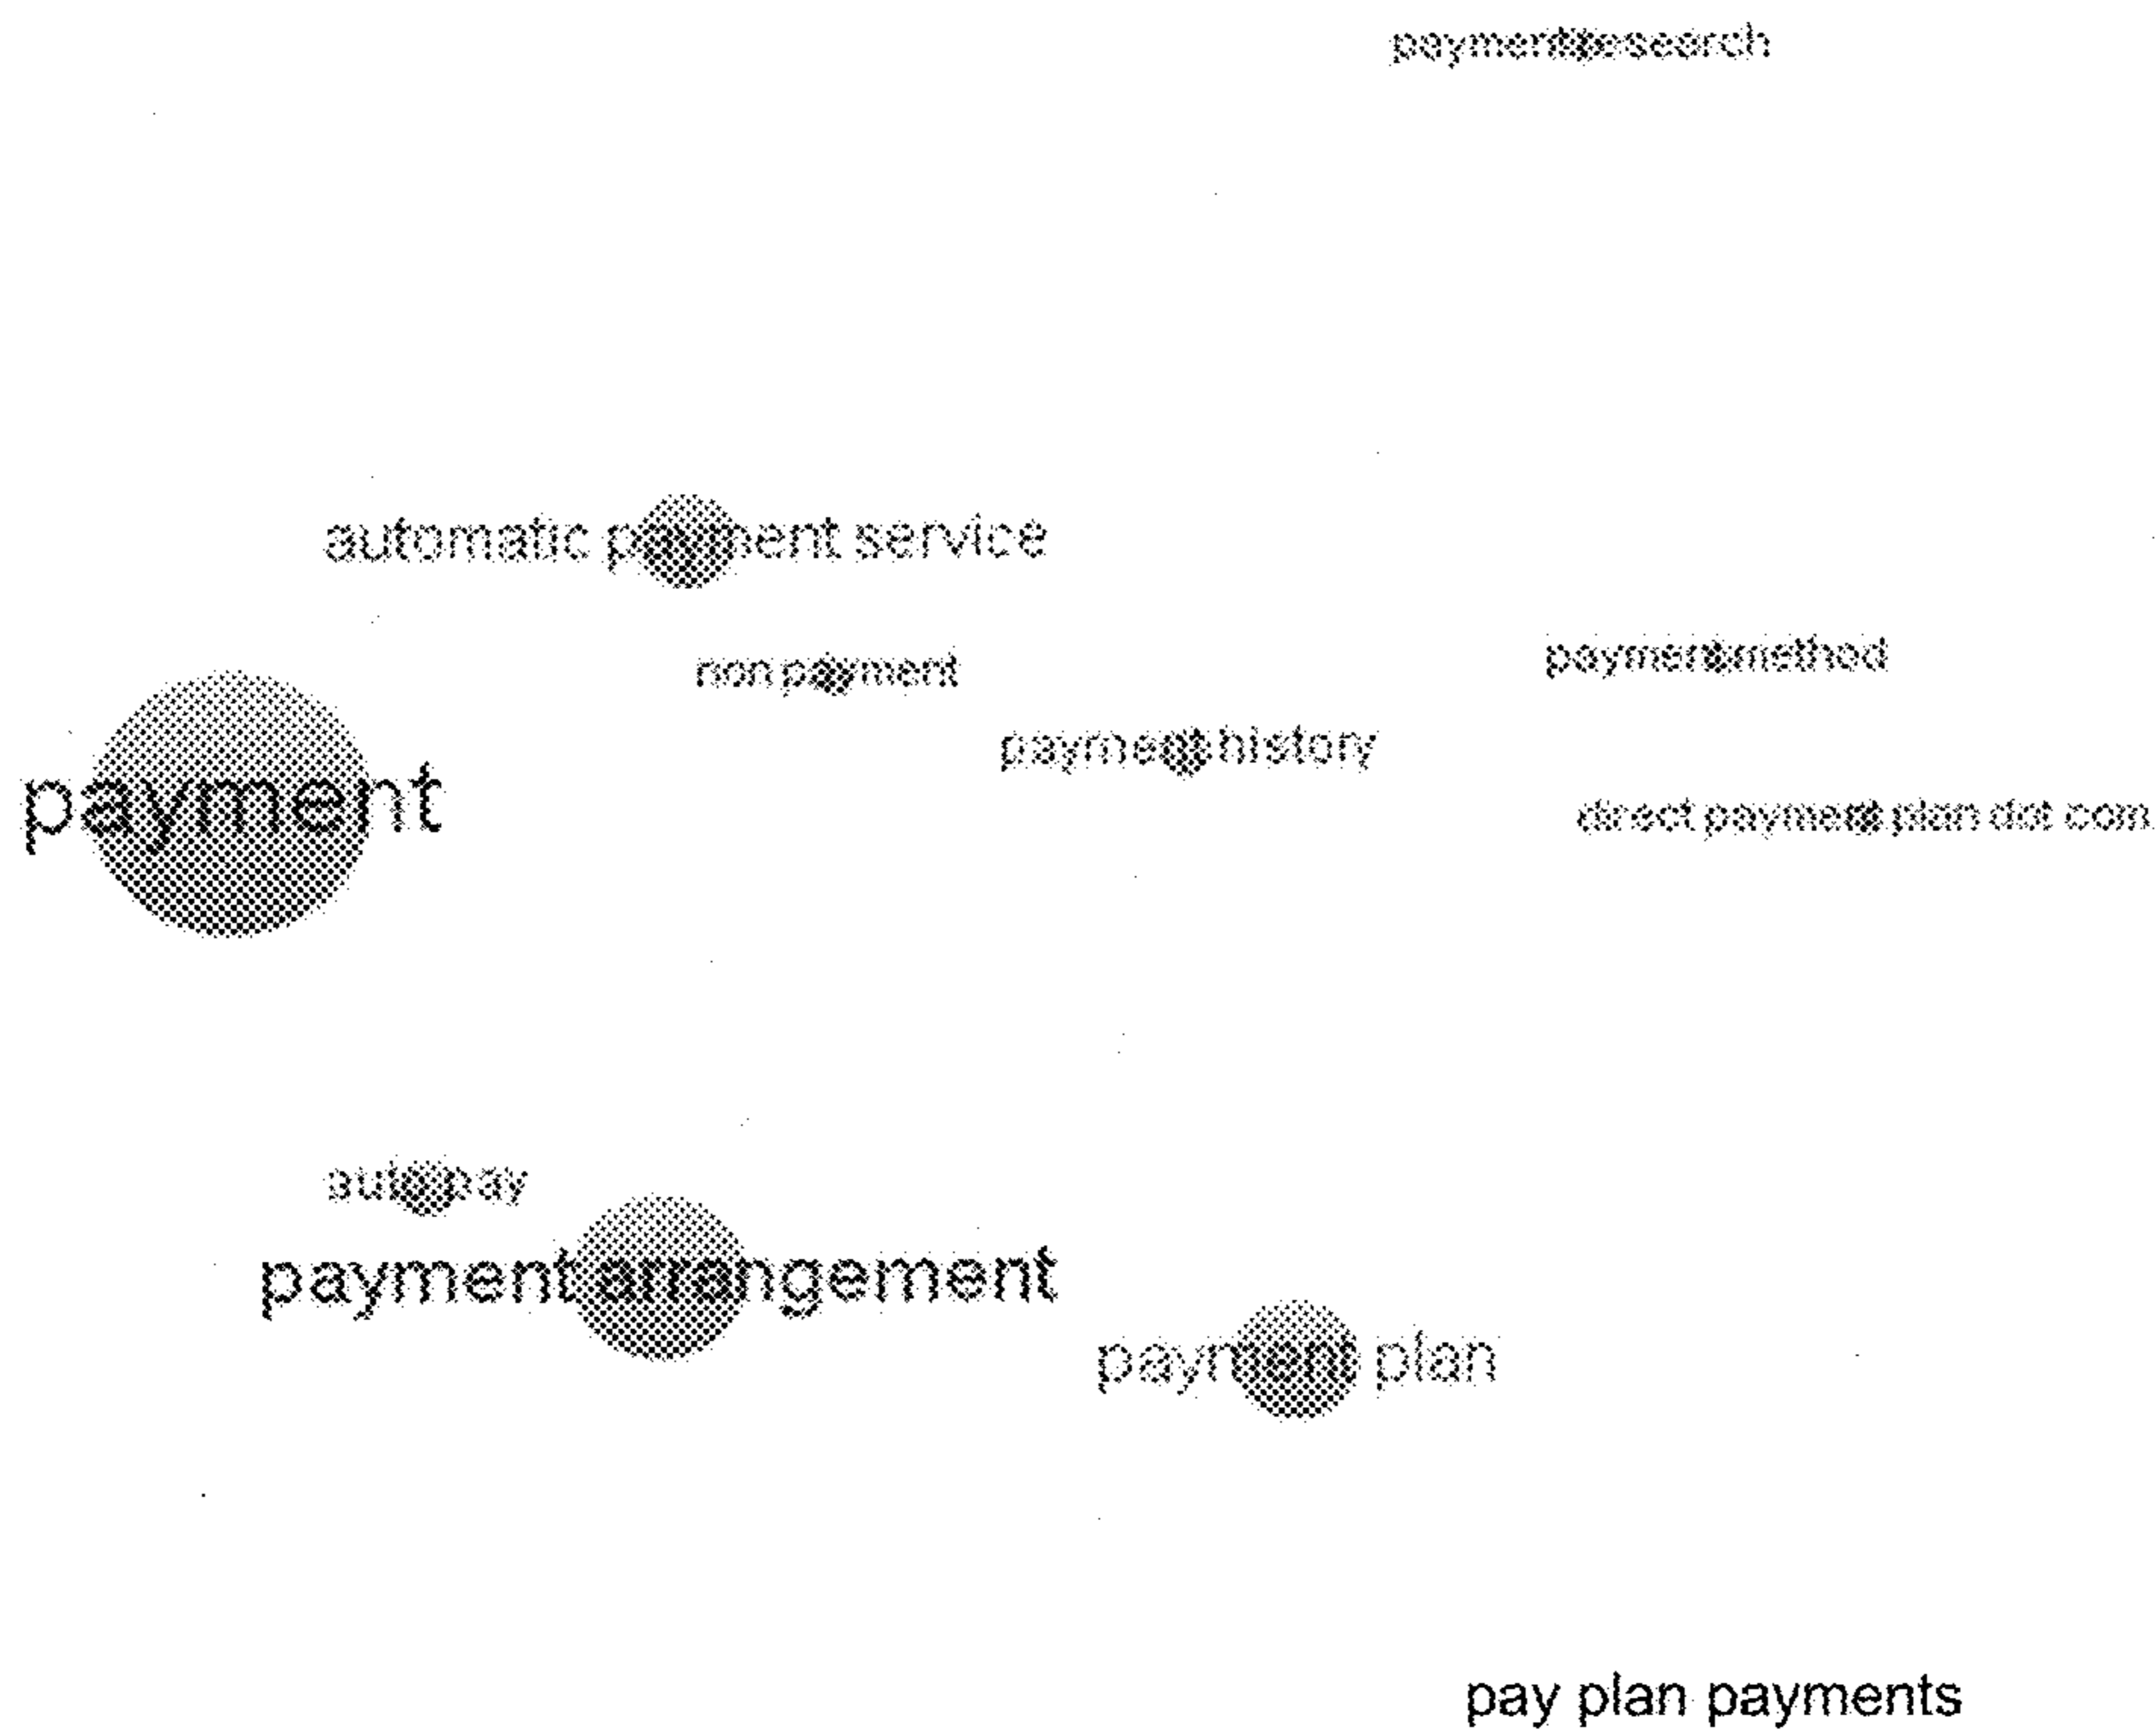 payment research
automatic payment service
non payment
payment method
payment history
payment
direct payment plan dot com
auto pay
payment arrangement
payment plan
pay plan payments